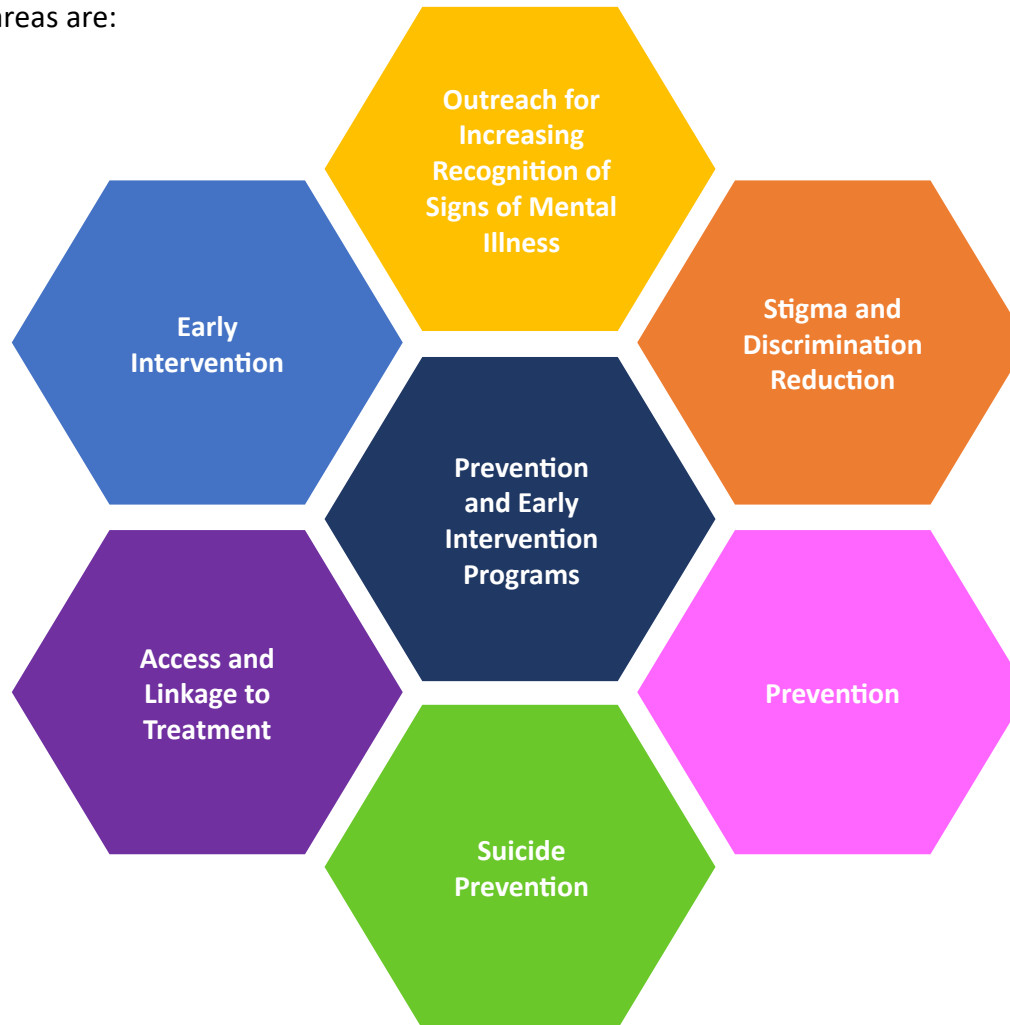 areas are:
Outreach for
Increasing
Recognition of
Signs of Mental
Illness
Early
Intervention
Stigma and
Discrimination
Reduction
Prevention
and Early
Intervention
Programs
Access and
Linkage to
Treatment
Prevention
Suicide
Prevention